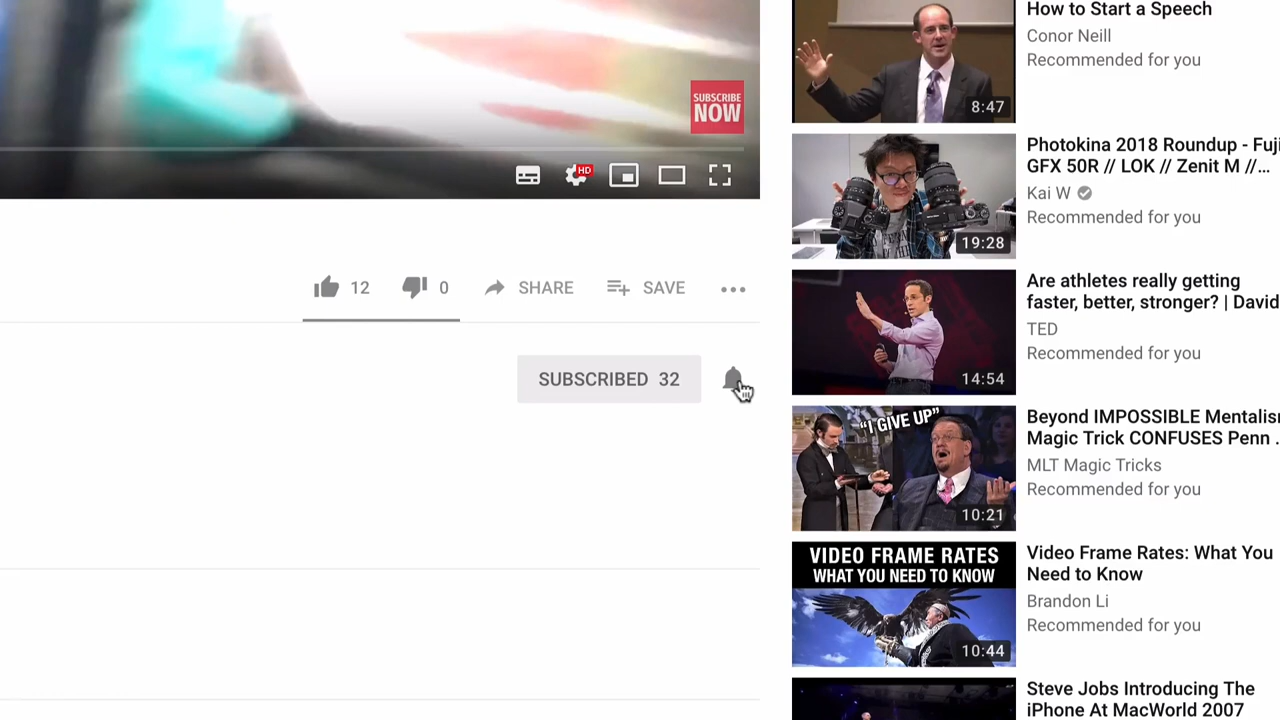 SUBSCRIBE
NOW
HD
12
0
SHARE
SAVE
SUBSCRIBED 32
8:47
How to Start a Speech
Conor Neill
Recommended for you
19:28
Photokina 2018 Roundup - Fuji
GFX 50R // LOK // Zenit M //...
Kai W
Recommended for you
14:54
Are athletes really getting
faster, better, stronger? | David
TED
Recommended for you
"I GIVE UP"
10:21
Beyond IMPOSSIBLE Mentalism
Magic Trick CONFUSES Penn .
MLT Magic Tricks
Recommended for you
VIDEO FRAME RATES
WHAT YOU NEED TO KNOW
10:44
Video Frame Rates: What You
Need to Know
Brandon Li
Recommended for you
Steve Jobs Introducing The
iPhone At MacWorld 2007